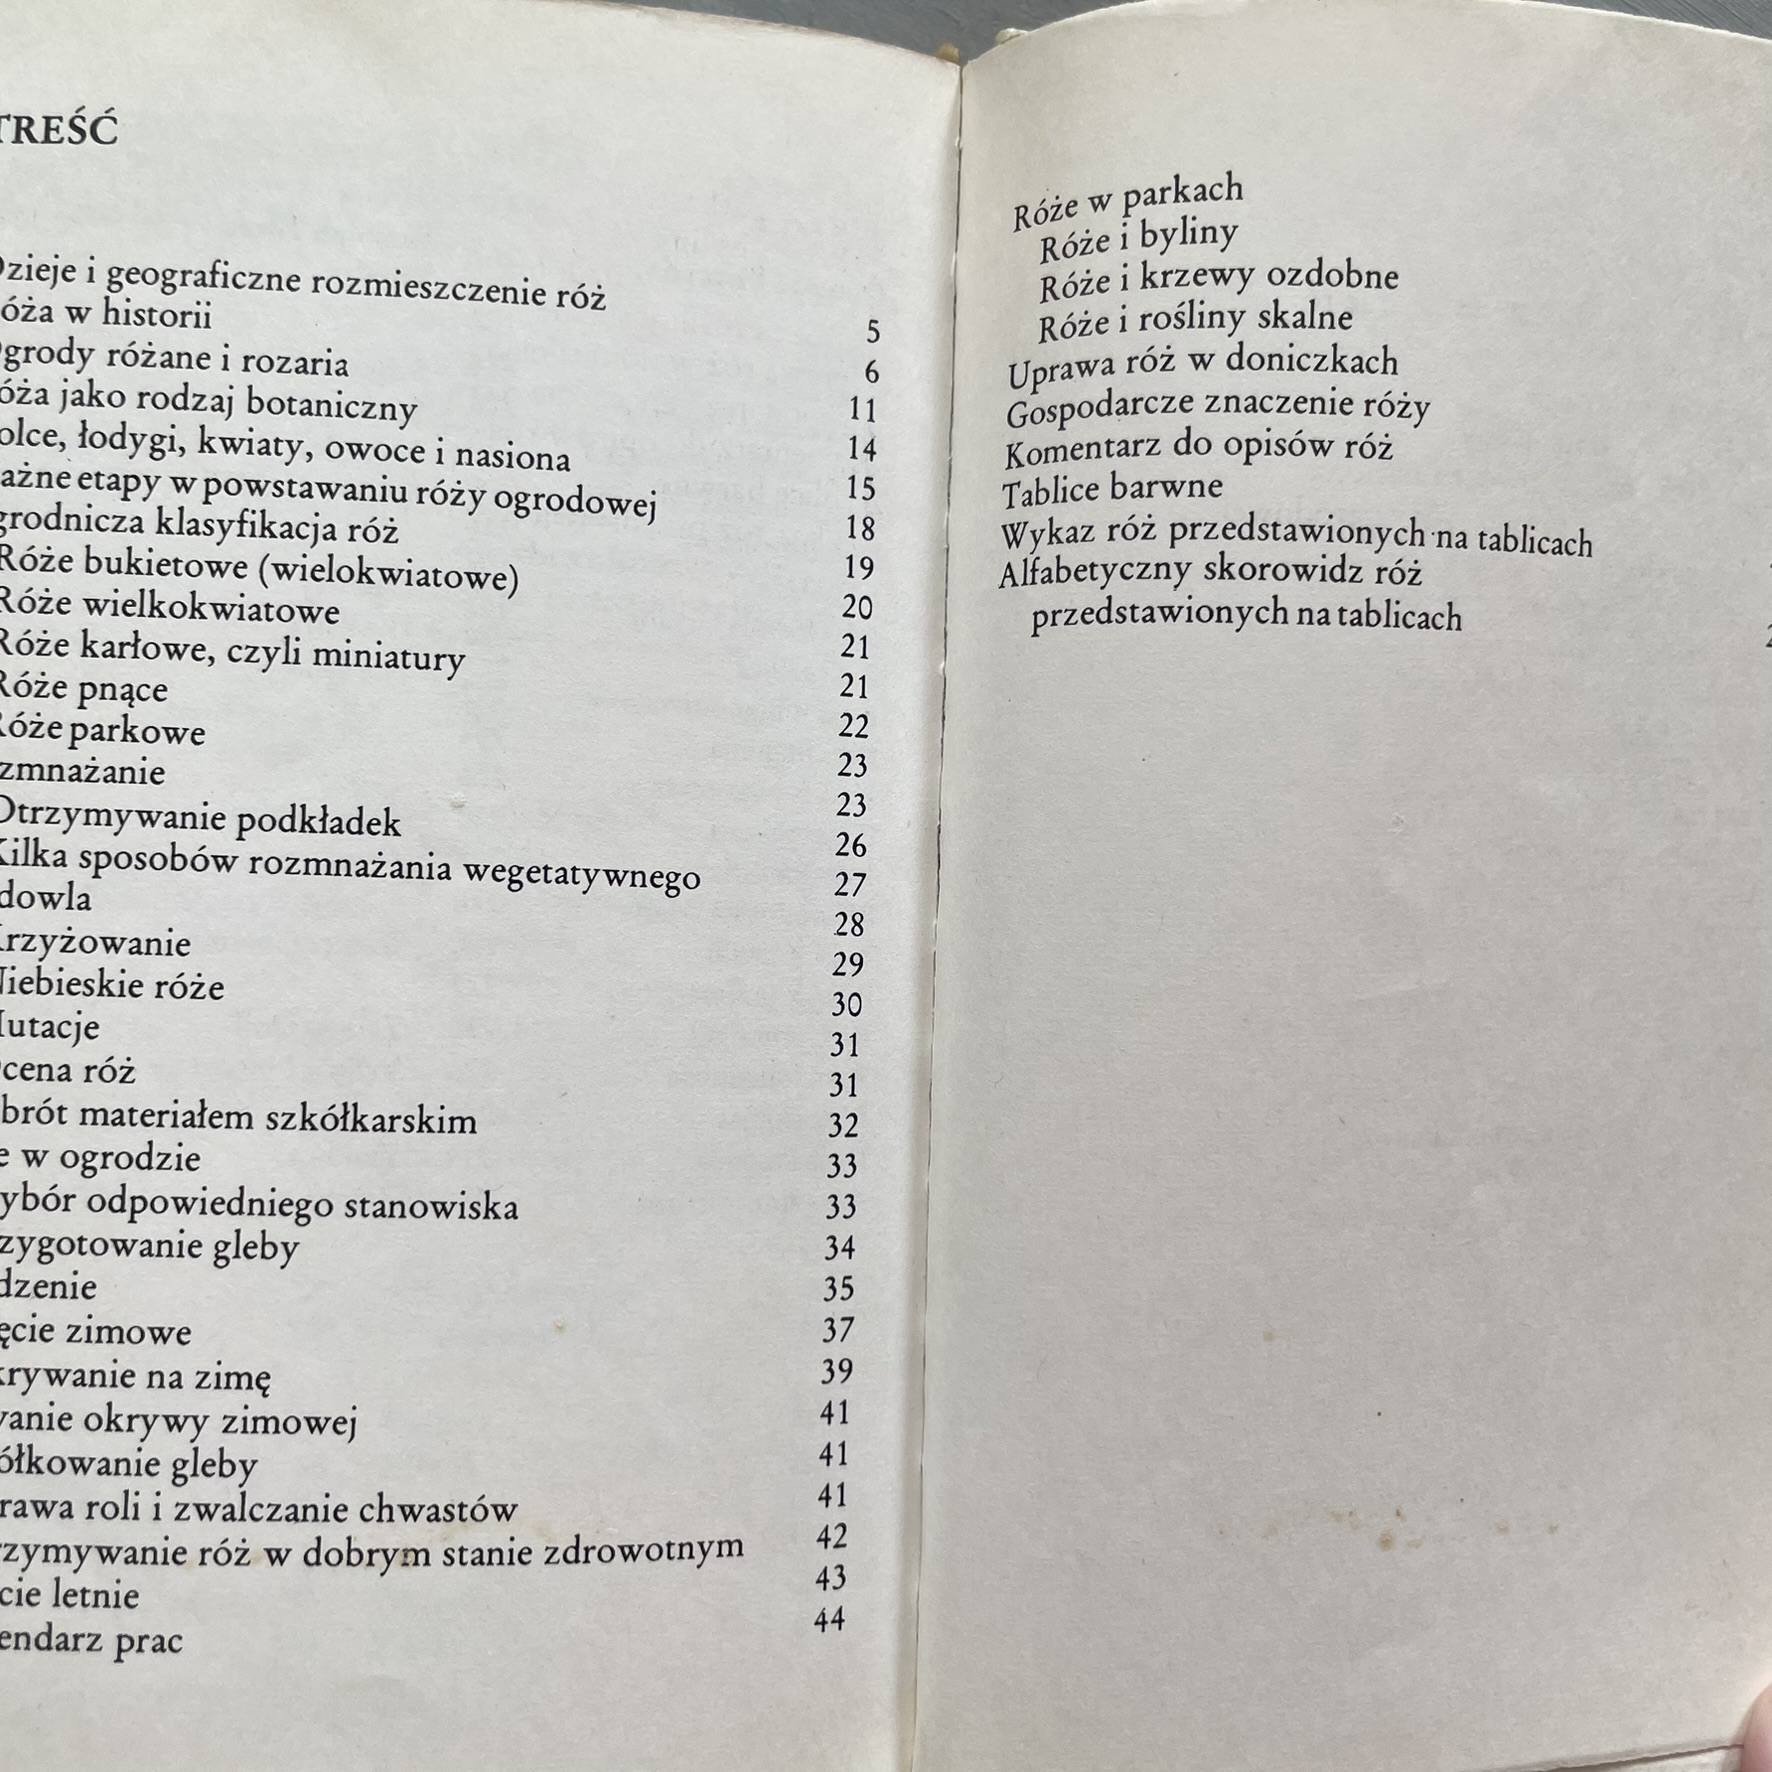 TREŚĆ
Dzieje i geograficzne rozmieszczenie róż 5
óża w historii 6
Ogrody różane i rozaria 11
óża jako rodzaj botaniczny 14
olce, łodygi, kwiaty, owoce i nasiona 15
ażne etapy w powstawaniu róży ogrodowej 18
grodnicza klasyfikacja róż 19
Róże bukietowe (wielokwiatowe) 20
Róże wielkokwiatowe 21
Róże karłowe, czyli miniatury 21
Róże pnące 22
Róże parkowe 23
zmnażanie 23
Otrzymywanie podkładek 26
Kilka sposobów rozmnażania wegetatywnego 27
dowla 28
Krzyżowanie 29
Niebieskie róże 30
Mutacje 31
Ocena róż 31
brót materiałem szkółkarskim 32
e w ogrodzie 33
ybór odpowiedniego stanowiska 33
zygotowanie gleby 34
dzenie 35
ęcie zimowe 37
krywanie na zimę 39
wanie okrywy zimowej 41
ółkowanie gleby 41
rawa roli i zwalczanie chwastów 41
rzymywanie róż w dobrym stanie zdrowotnym 42
cie letnie 43
endarz prac 44
Róże w parkach
Róże i byliny
Róże i krzewy ozdobne
Róże i rośliny skalne
Uprawa róż w doniczkach
Gospodarcze znaczenie róży
Komentarz do opisów róż
Tablice barwne
Wykaz róż przedstawionych na tablicach
Alfabetyczny skorowidz róż
przedstawionych na tablicach